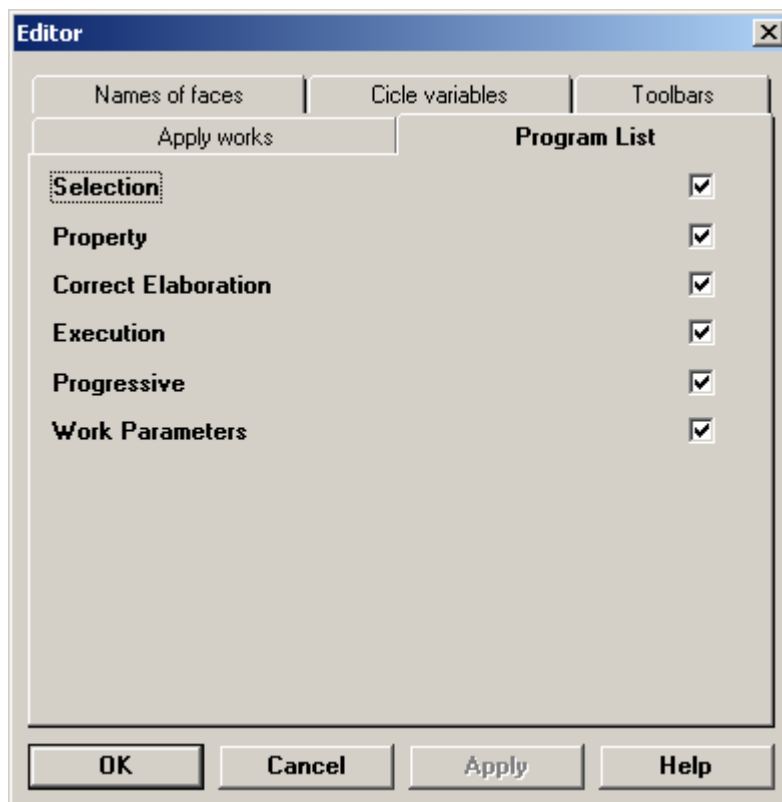 Editor
Names of faces Cicle variables Toolbars
Apply works Program List
Selection
Property
Correct Elaboration
Execution
Progressive
Work Parameters
OK Cancel Apply Help